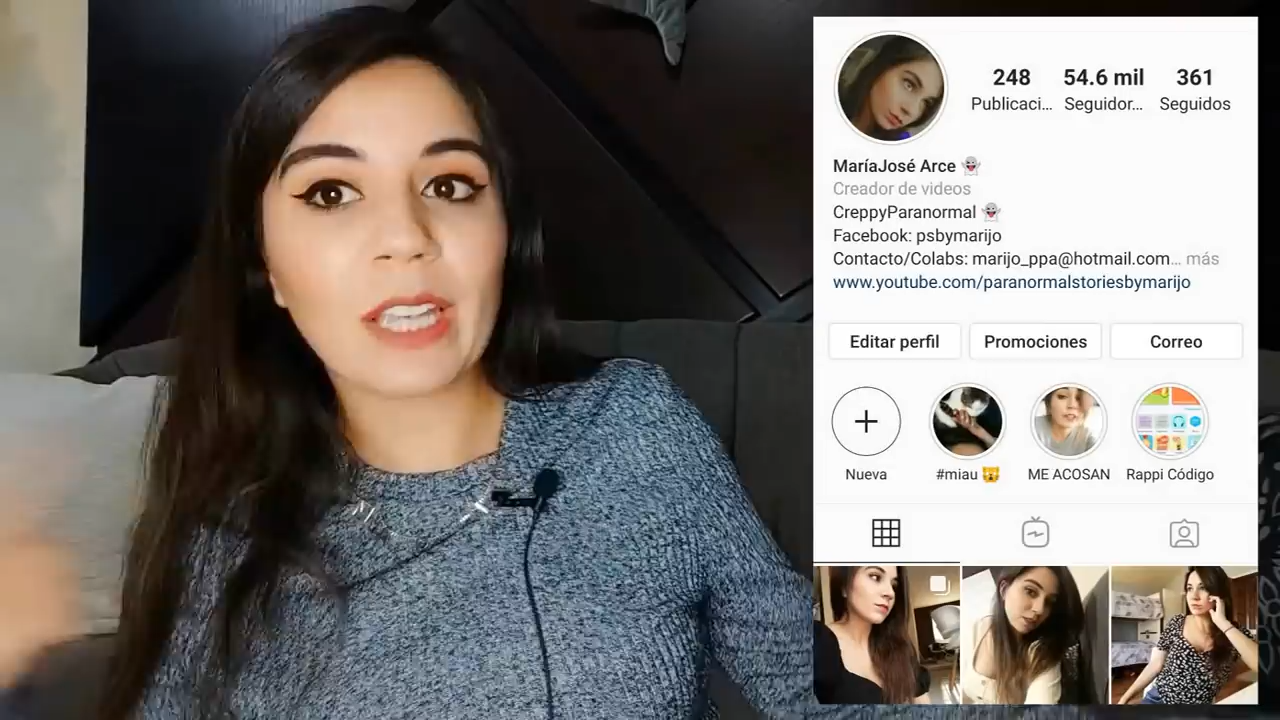 248 54.6 mil 361
Publicaci... Seguidor... Seguidos
MaríaJosé Arce 👻
Creador de videos
CreppyParanormal 👻
Facebook: psbymarijo
Contacto/Colabs: marijo_ppa@hotmail.com... más
www.youtube.com/paranormalstoriesbymarijo
Editar perfil Promociones Correo
Nueva #miau 🐱 ME ACOSAN Rappi Código